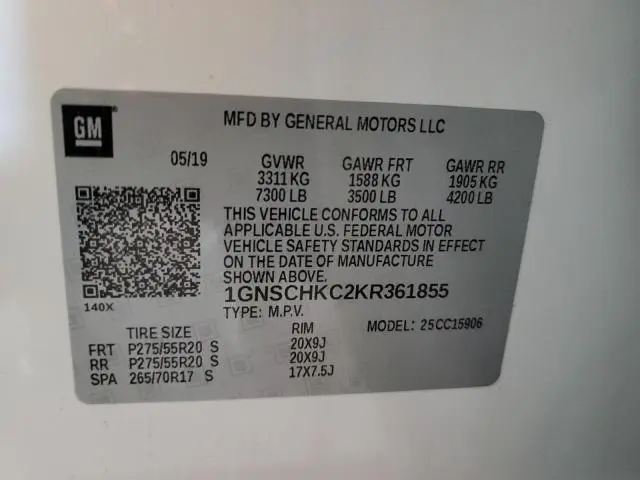 GM
MFD BY GENERAL MOTORS LLC
05/19 GVWR GAWR FRT GAWR RR
3311 KG 1588 KG 1905 KG
7300 LB 3500 LB 4200 LB
THIS VEHICLE CONFORMS TO ALL
APPLICABLE U.S. FEDERAL MOTOR
VEHICLE SAFETY STANDARDS IN EFFECT
ON THE DATE OF MANUFACTURE
SHOWN ABOVE.
140X 1GNSCHKC2KR361855
TYPE: M.P.V. MODEL: 25CC15906
TIRE SIZE RIM
FRT P275/55R20 S 20X9J
RR P275/55R20 S 20X9J
SPA 265/70R17 S 17X7.5J